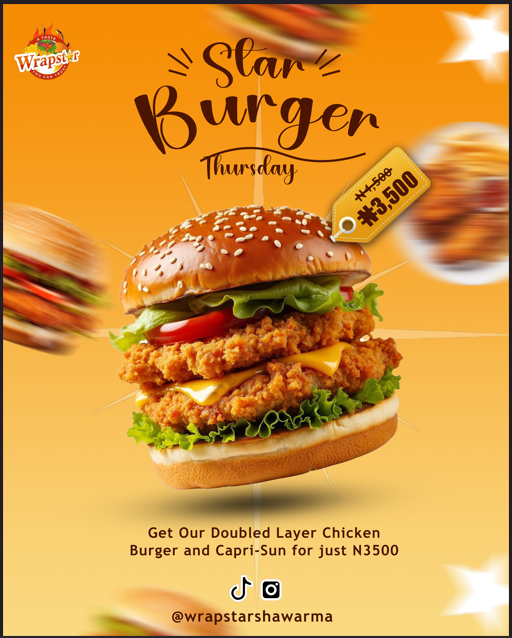 Wrapstar
Star
Burger
Thursday
₦4,500
₦3,500
Get Our Doubled Layer Chicken
Burger and Capri-Sun for just N3500
@wrapstarshawarma